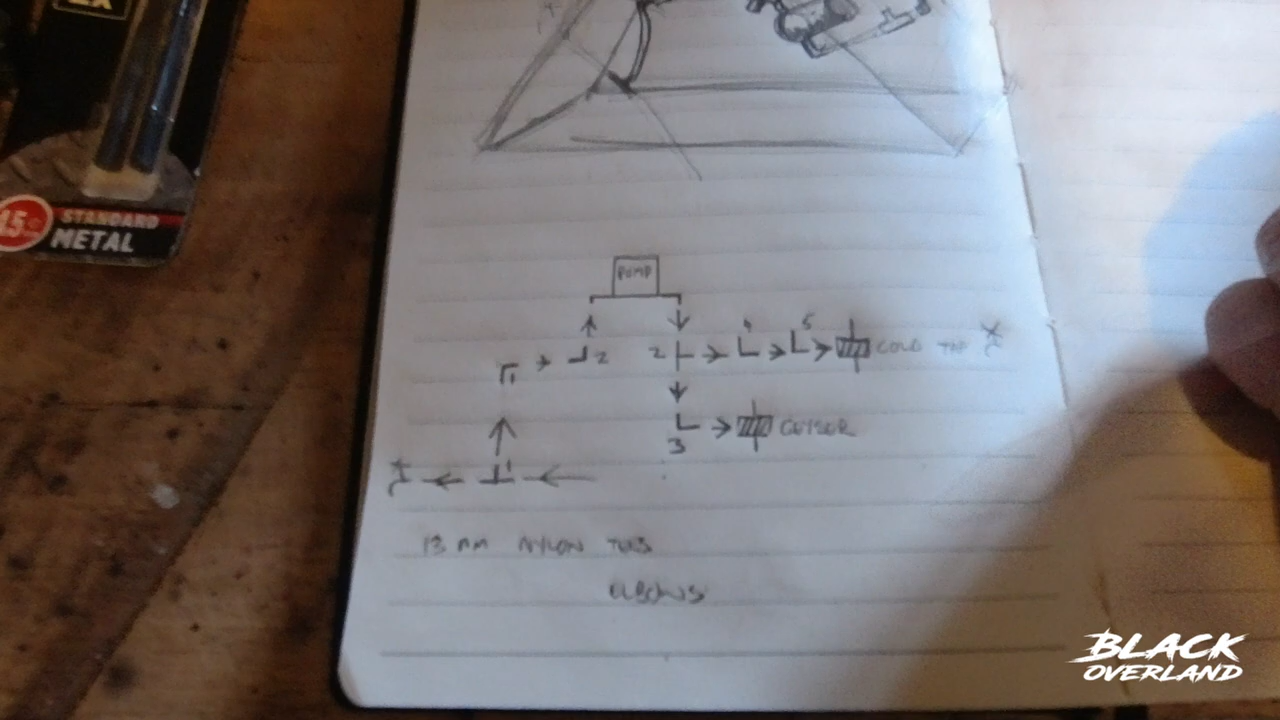 2X
15
STANDARD
METAL
PUMP
4 5
2 2 COLD TAP
1
3 GEYSER
1
13 mm NYLON TEES
ELBOWS
BLACK
OVERLAND